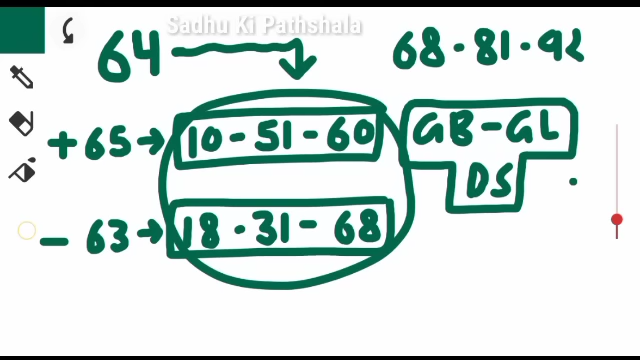 Sadhu Ki Pathshala
64 68.81.92
+65→ 10-51-60 GB-GL
DS
- 63→ 18.31-68